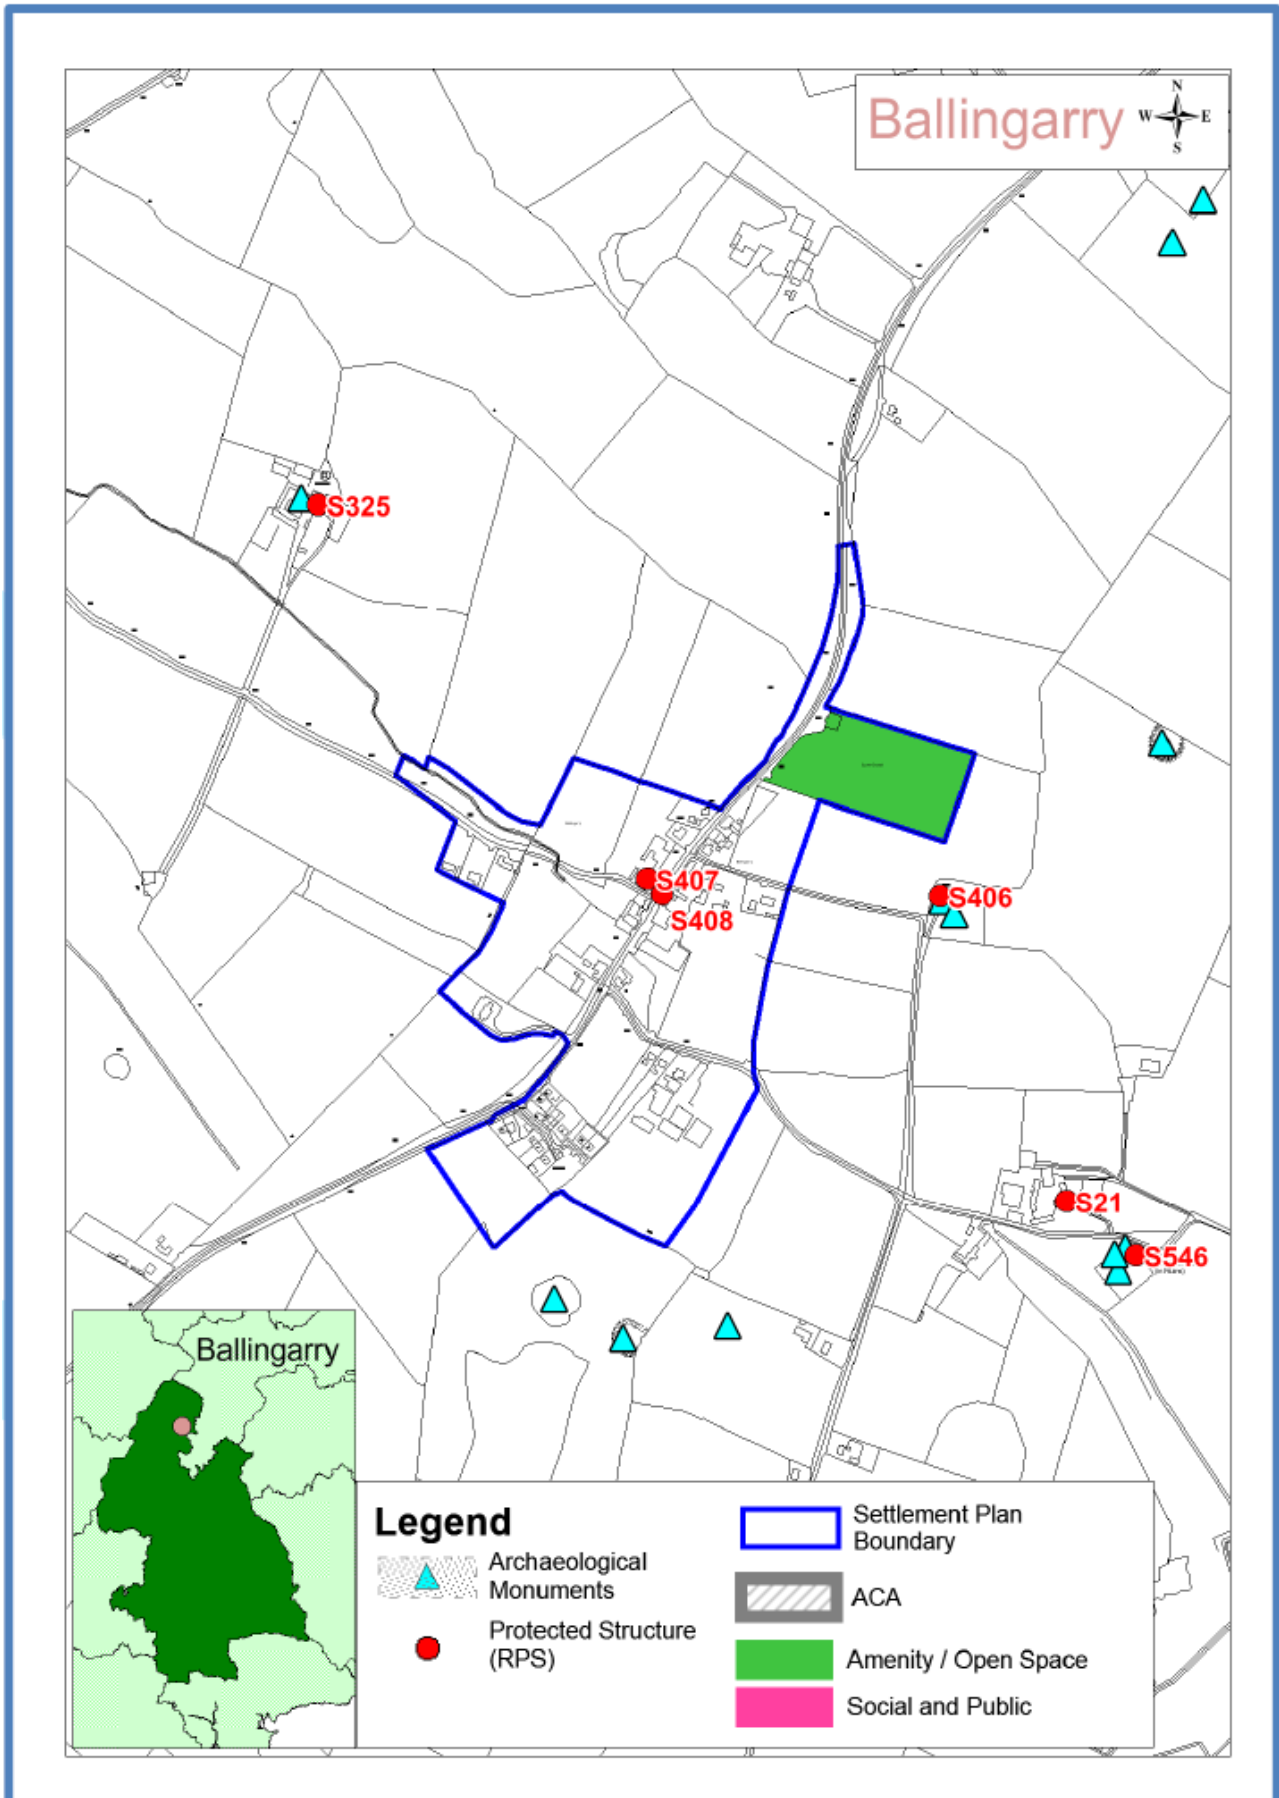 Ballingarry
N
W E
S
S325
S407
S408
S406
S21
S546
Ballingarry
Legend
Archaeological
Monuments
Protected Structure
(RPS)
Settlement Plan
Boundary
ACA
Amenity / Open Space
Social and Public